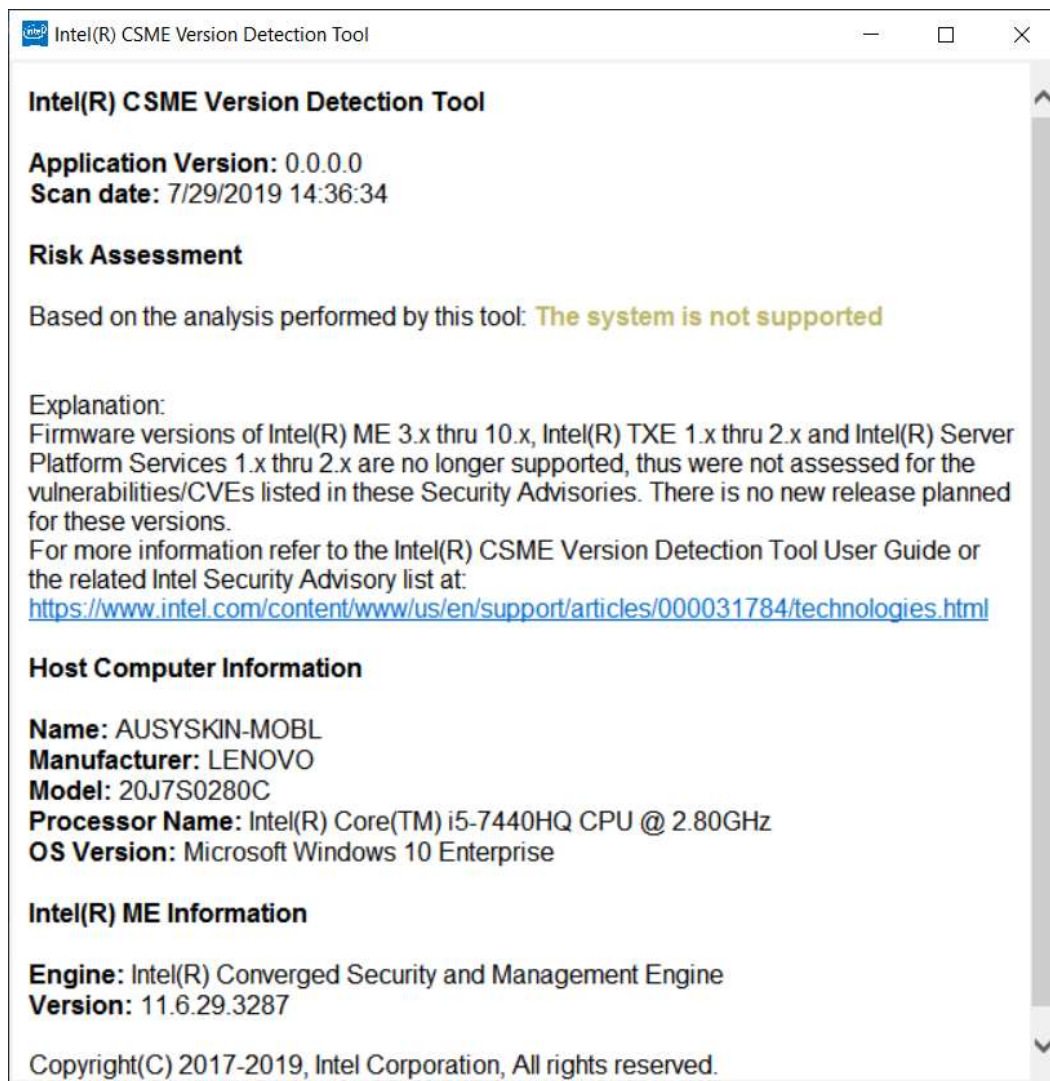 Intel(R) CSME Version Detection Tool
Intel(R) CSME Version Detection Tool
Application Version: 0.0.0.0
Scan date: 7/29/2019 14:36:34
Risk Assessment
Based on the analysis performed by this tool: The system is not supported
Explanation:
Firmware versions of Intel(R) ME 3.x thru 10.x, Intel(R) TXE 1.x thru 2.x and Intel(R) Server
Platform Services 1.x thru 2.x are no longer supported, thus were not assessed for the
vulnerabilities/CVEs listed in these Security Advisories. There is no new release planned
for these versions.
For more information refer to the Intel(R) CSME Version Detection Tool User Guide or
the related Intel Security Advisory list at:
https://www.intel.com/content/www/us/en/support/articles/000031784/technologies.html
Host Computer Information
Name: AUSYSKIN-MOBL
Manufacturer: LENOVO
Model: 20J7S0280C
Processor Name: Intel(R) Core(TM) i5-7440HQ CPU @ 2.80GHz
OS Version: Microsoft Windows 10 Enterprise
Intel(R) ME Information
Engine: Intel(R) Converged Security and Management Engine
Version: 11.6.29.3287
Copyright(C) 2017-2019, Intel Corporation, All rights reserved.